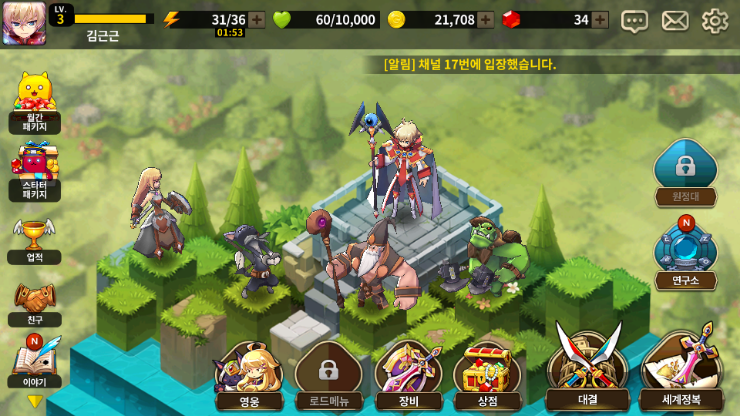 LV.
3
31/36
01:53
60/10,000
21,708
34
김근근
[알림] 채널 17번에 입장했습니다.
월간
패키지
스타터
패키지
업적
친구
N
이야기
원정대
N
연구소
영웅
로드메뉴
장비
상점
대결
세계정복